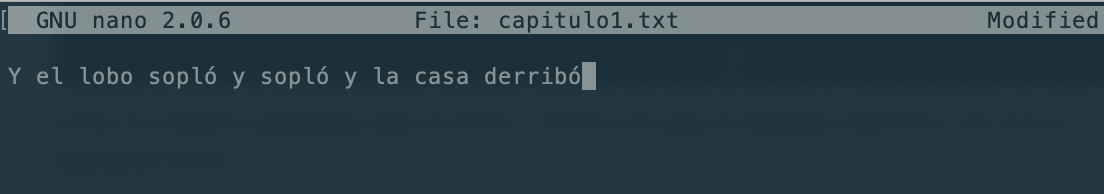 GNU nano 2.0.6 File: capitulo1.txt Modified
Y el lobo sopló y sopló y la casa derribó